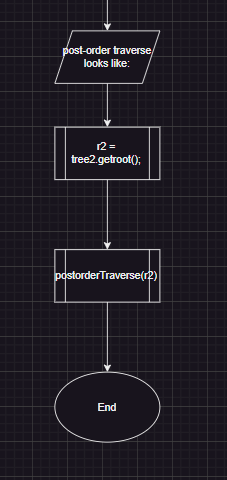 post-order traverse
looks like:
r2 =
tree2.getroot();
postorderTraverse(r2)
End